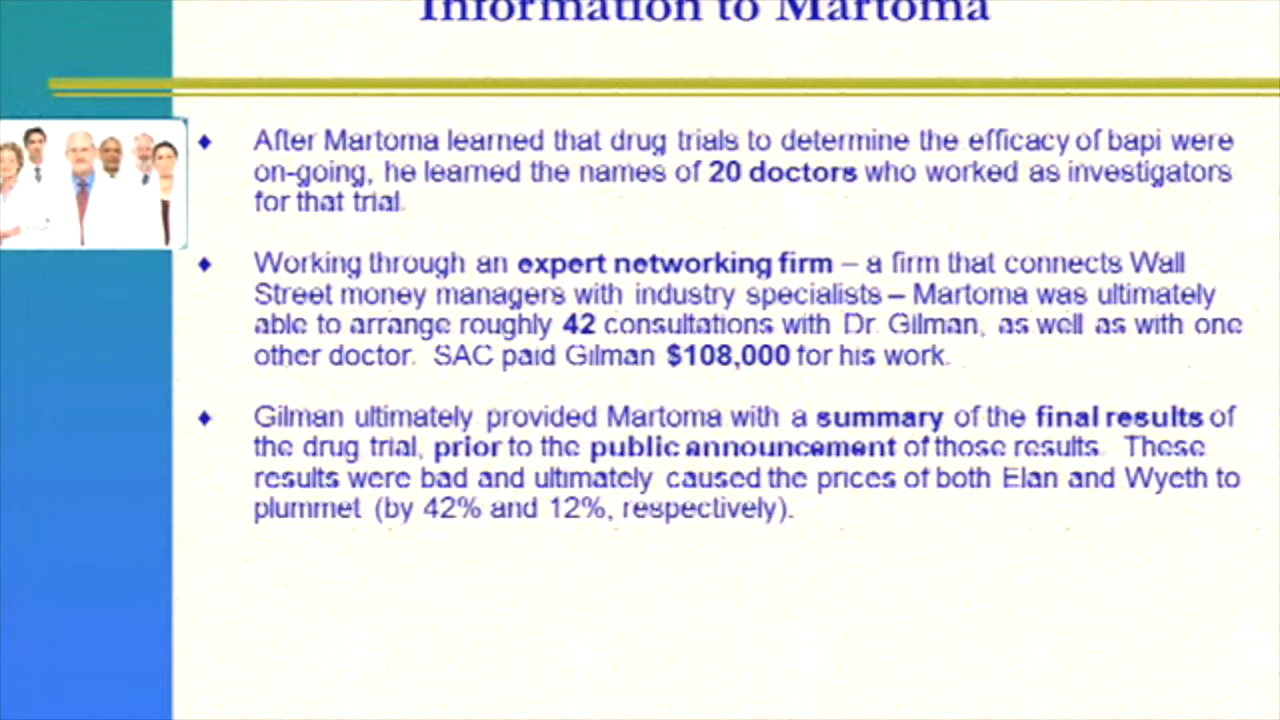 Information to Martoma
After Martoma learned that drug trials to determine the efficacy of bapi were
on-going, he learned the names of 20 doctors who worked as investigators
for that trial.
Working through an expert networking firm – a firm that connects Wall
Street money managers with industry specialists – Martoma was ultimately
able to arrange roughly 42 consultations with Dr. Gilman, as well as with one
other doctor. SAC paid Gilman $108,000 for his work.
Gilman ultimately provided Martoma with a summary of the final results of
the drug trial, prior to the public announcement of those results. These
results were bad and ultimately caused the prices of both Elan and Wyeth to
plummet (by 42% and 12%, respectively).